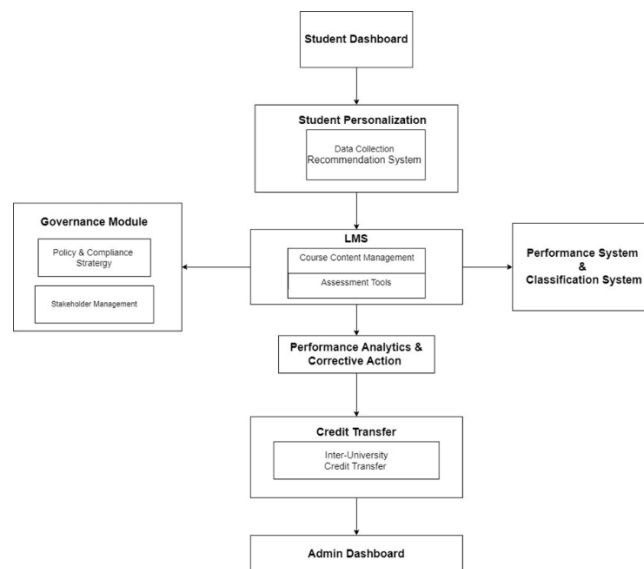 Student Dashboard
Student Personalization
Data Collection
Recommendation System
Governance Module
Policy & Compliance
Stratergy
Stakeholder Management
LMS
Course Content Management
Assessment Tools
Performance System
&
Classification System
Performance Analytics &
Corrective Action
Credit Transfer
Inter-University
Credit Transfer
Admin Dashboard